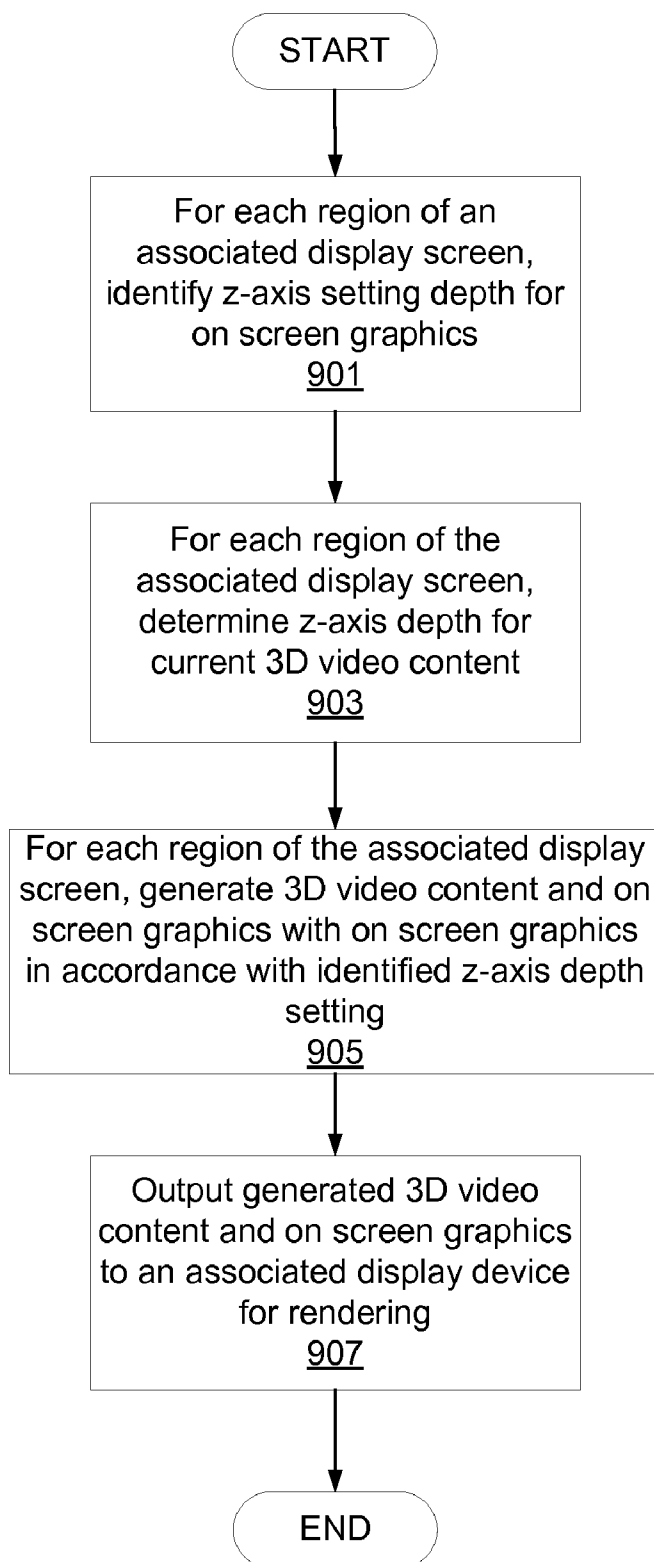 START
For each region of an
associated display screen,
identify z-axis setting depth for
on screen graphics
901
For each region of the
associated display screen,
determine z-axis depth for
current 3D video content
903
For each region of the associated display
screen, generate 3D video content and on
screen graphics with on screen graphics
in accordance with identified z-axis depth
setting
905
Output generated 3D video
content and on screen graphics
to an associated display device
for rendering
907
END